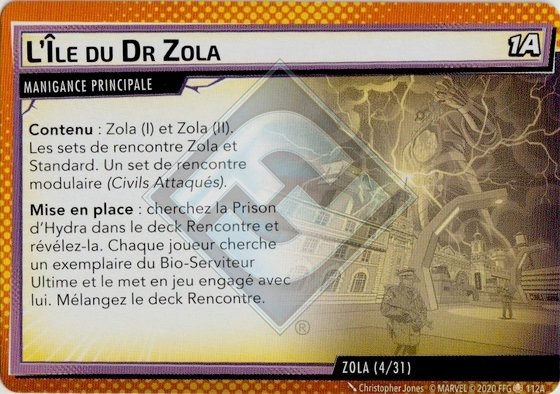 L'Île du Dr Zola
1A
MANIGANCE PRINCIPALE
Contenu : Zola (I) et Zola (II).
Les sets de rencontre Zola et
Standard. Un set de rencontre
modulaire (Civils Attaqués).
Mise en place : cherchez la Prison
d'Hydra dans le deck Rencontre et
révélez-la. Chaque joueur cherche
un exemplaire du Bio-Serviteur
Ultime et le met en jeu engagé avec
lui. Mélangez le deck Rencontre.
®
ZOLA (4/31)
Christopher Jones © MARVEL © 2020 FFG 112A